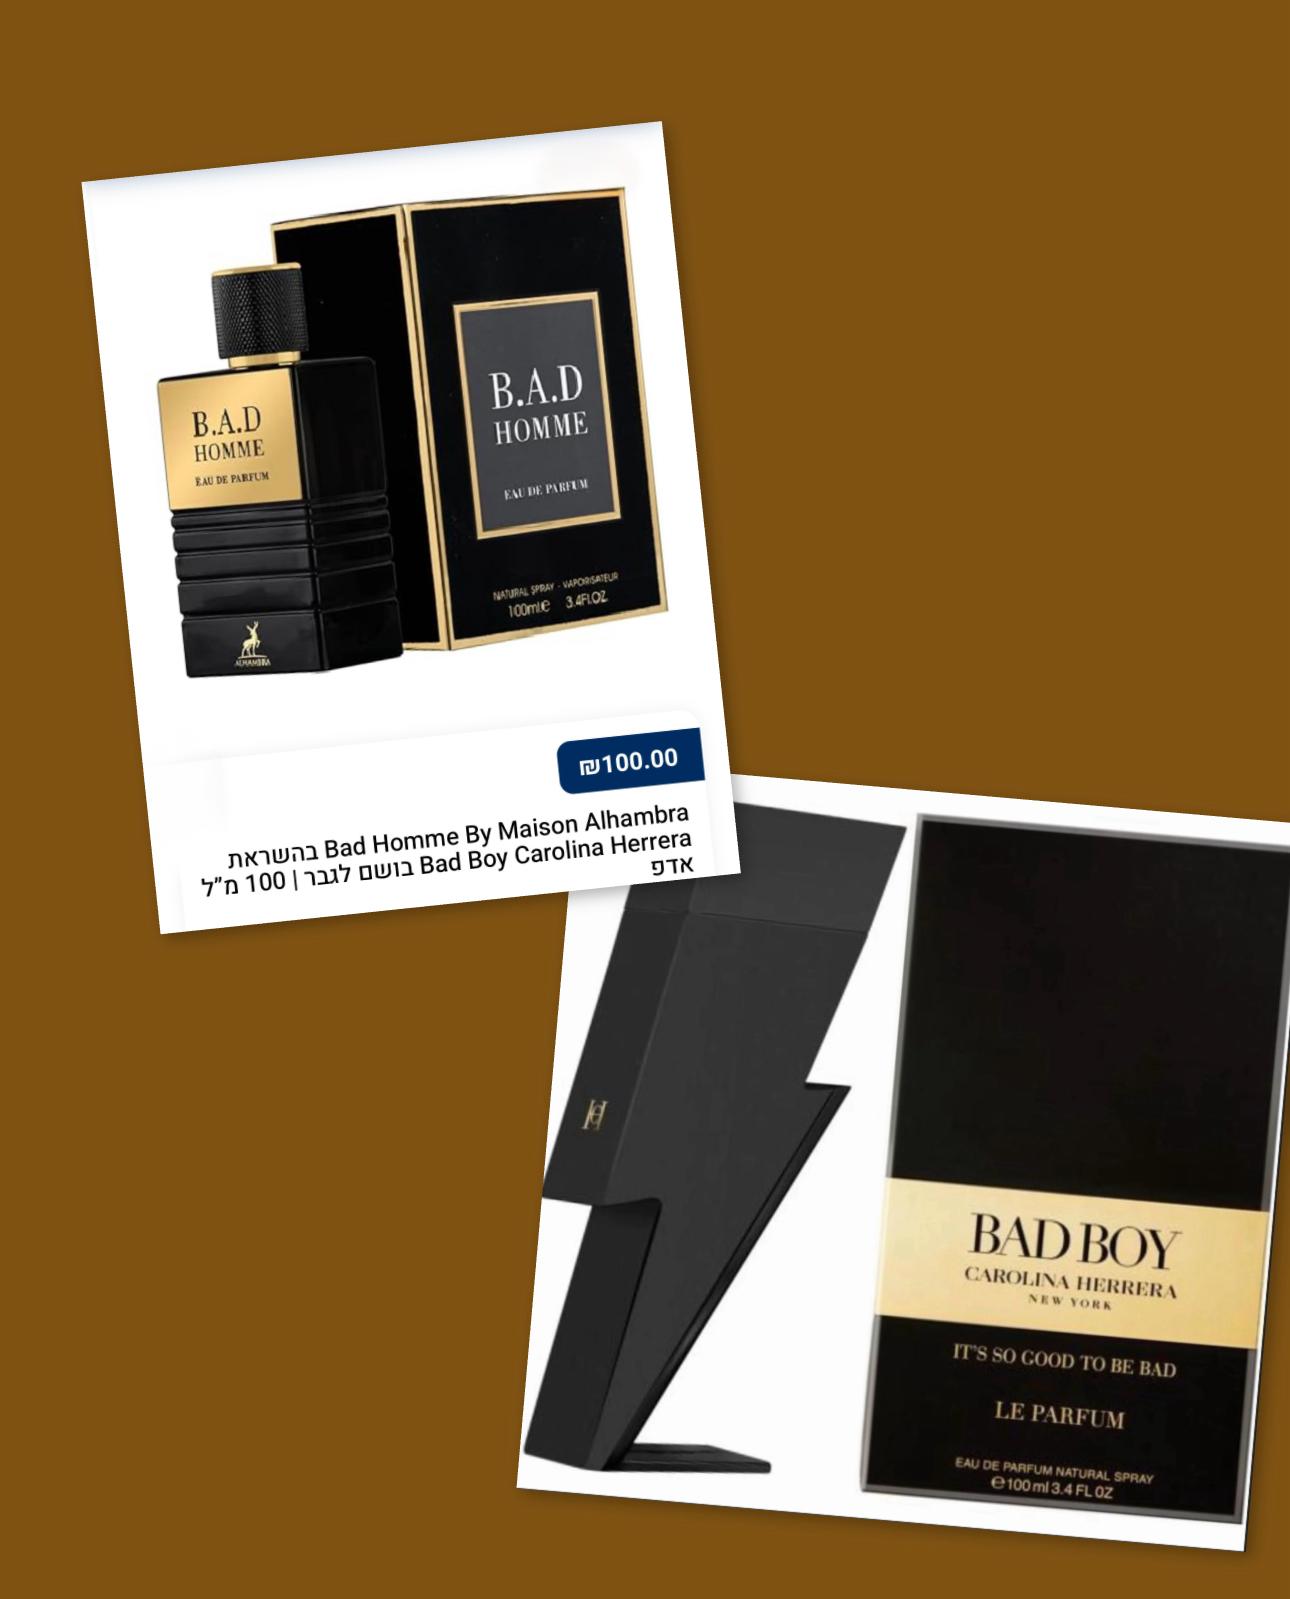 B.A.D
HOMME
EAU DE PARFUM
ALHAMBRA
B.A.D
HOMME
EAU DE PARFUM
NATURAL SPRAY - VAPORISATEUR
100ml℮ 3.4FL.OZ
₪100.00
Bad Homme By Maison Alhambra בהשראת
Bad Boy Carolina Herrera בושם לגבר | 100 מ”ל
אדפ
CH
BAD BOY
CAROLINA HERRERA
NEW YORK
IT'S SO GOOD TO BE BAD
LE PARFUM
EAU DE PARFUM NATURAL SPRAY
℮100 ml 3.4 FL OZ